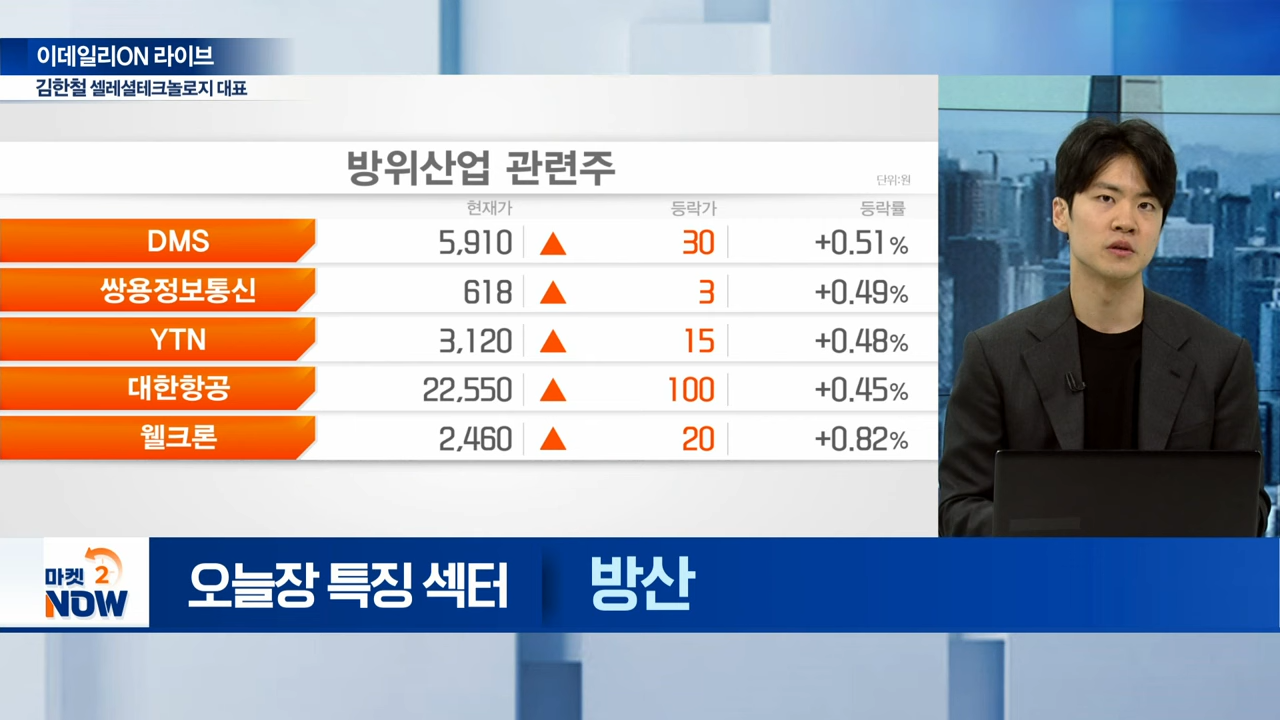 이데일리ON 라이브
김한철 셀레셜테크놀로지 대표
방위산업 관련주
단위:원
현재가 등락가 등락률
DMS 5,910 ▲ 30 +0.51%
쌍용정보통신 618 ▲ 3 +0.49%
YTN 3,120 ▲ 15 +0.48%
대한항공 22,550 ▲ 100 +0.45%
웰크론 2,460 ▲ 20 +0.82%
마켓 2
NOW
오늘장 특징 섹터 방산